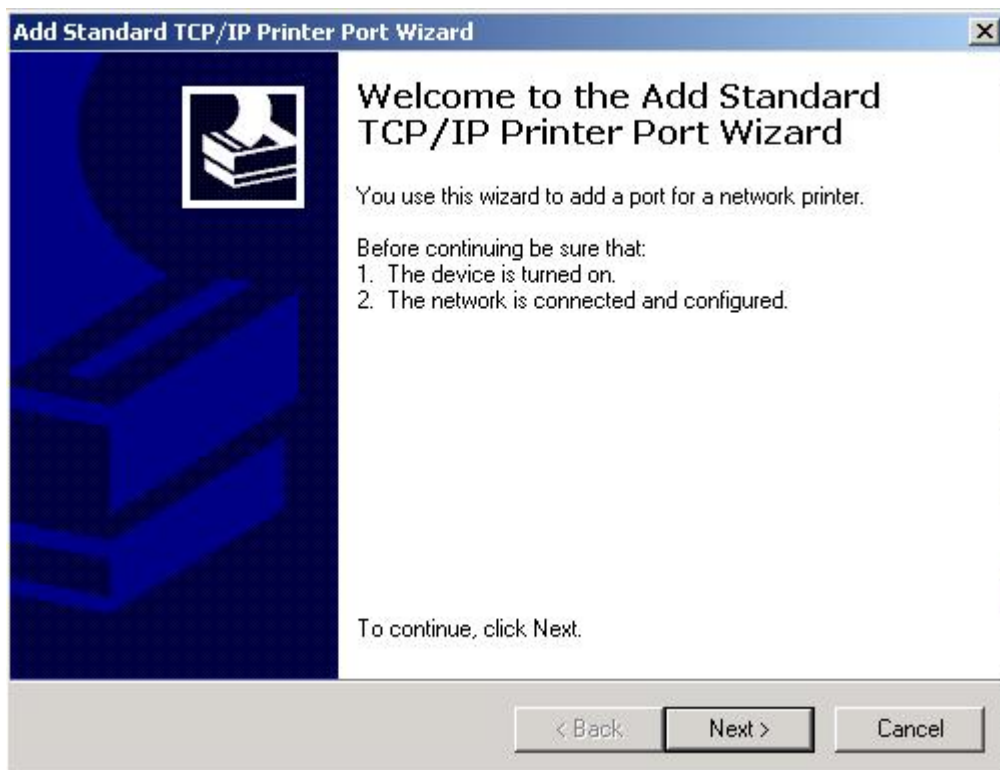 Add Standard TCP/IP Printer Port Wizard
Welcome to the Add Standard
TCP/IP Printer Port Wizard
You use this wizard to add a port for a network printer.
Before continuing be sure that:
1. The device is turned on.
2. The network is connected and configured.
To continue, click Next.
< Back Next > Cancel